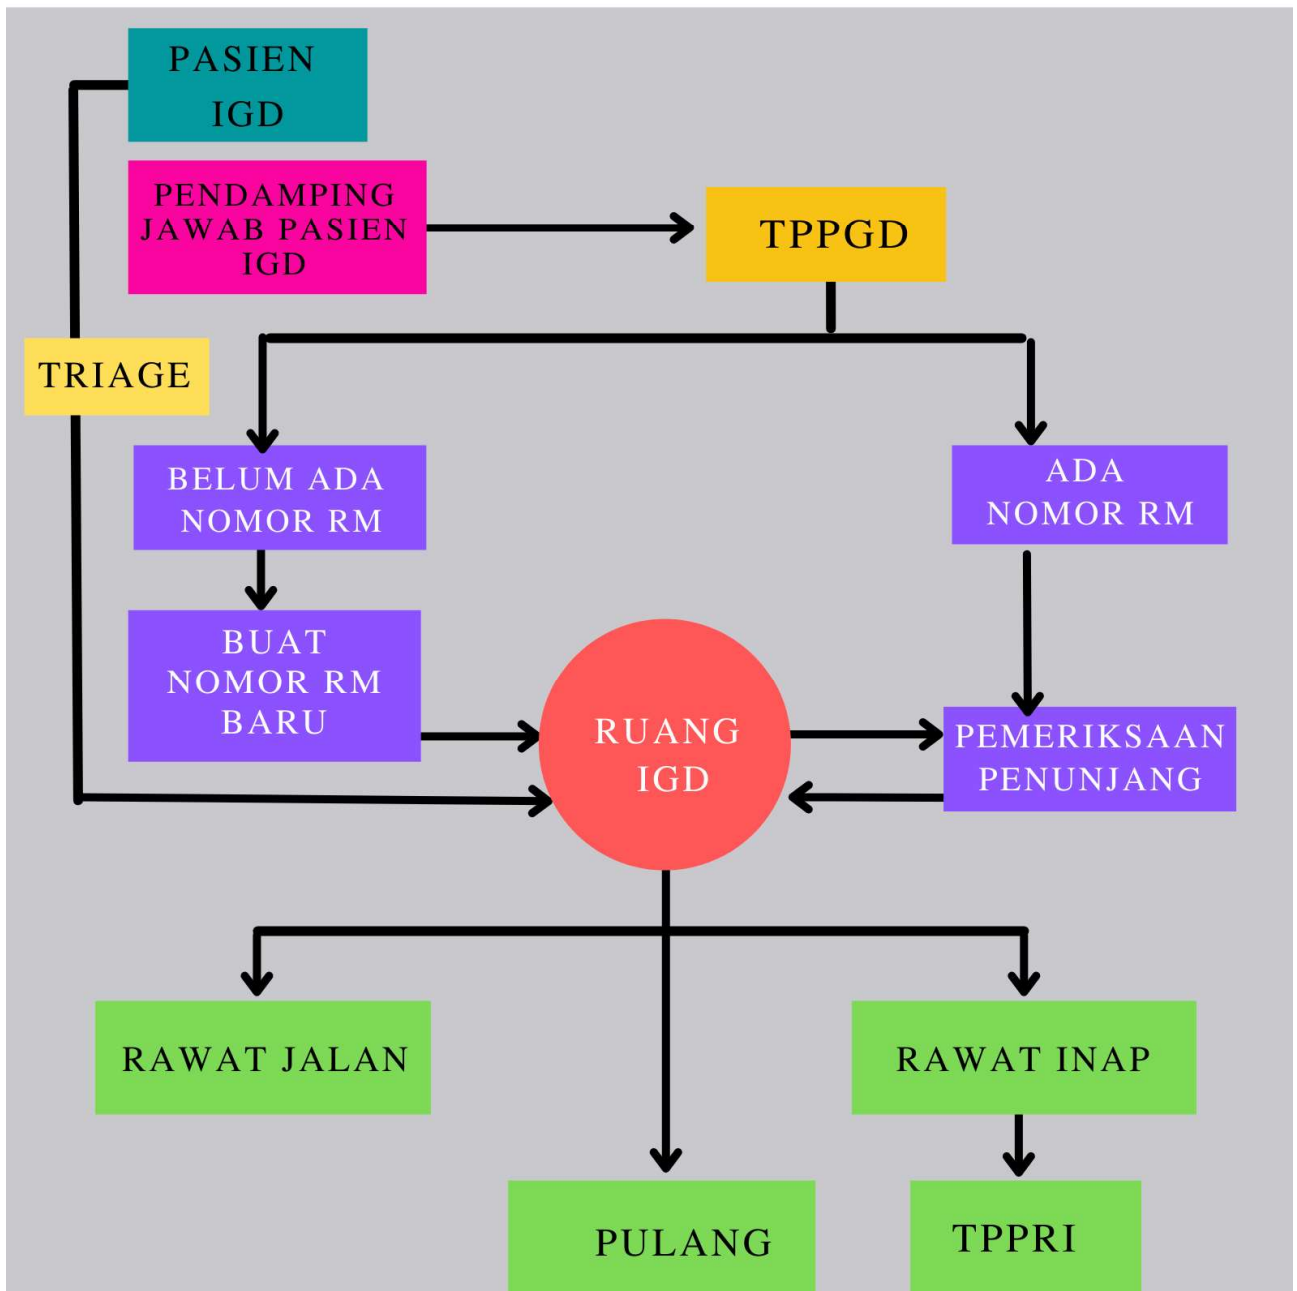 PASIEN
IGD
PENDAMPING
JAWAB PASIEN
IGD
TPPGD
TRIAGE
BELUM ADA
NOMOR RM
ADA
NOMOR RM
BUAT
NOMOR RM
BARU
RUANG
IGD
PEMERIKSAAN
PENUNJANG
RAWAT JALAN
RAWAT INAP
PULANG
TPPRI